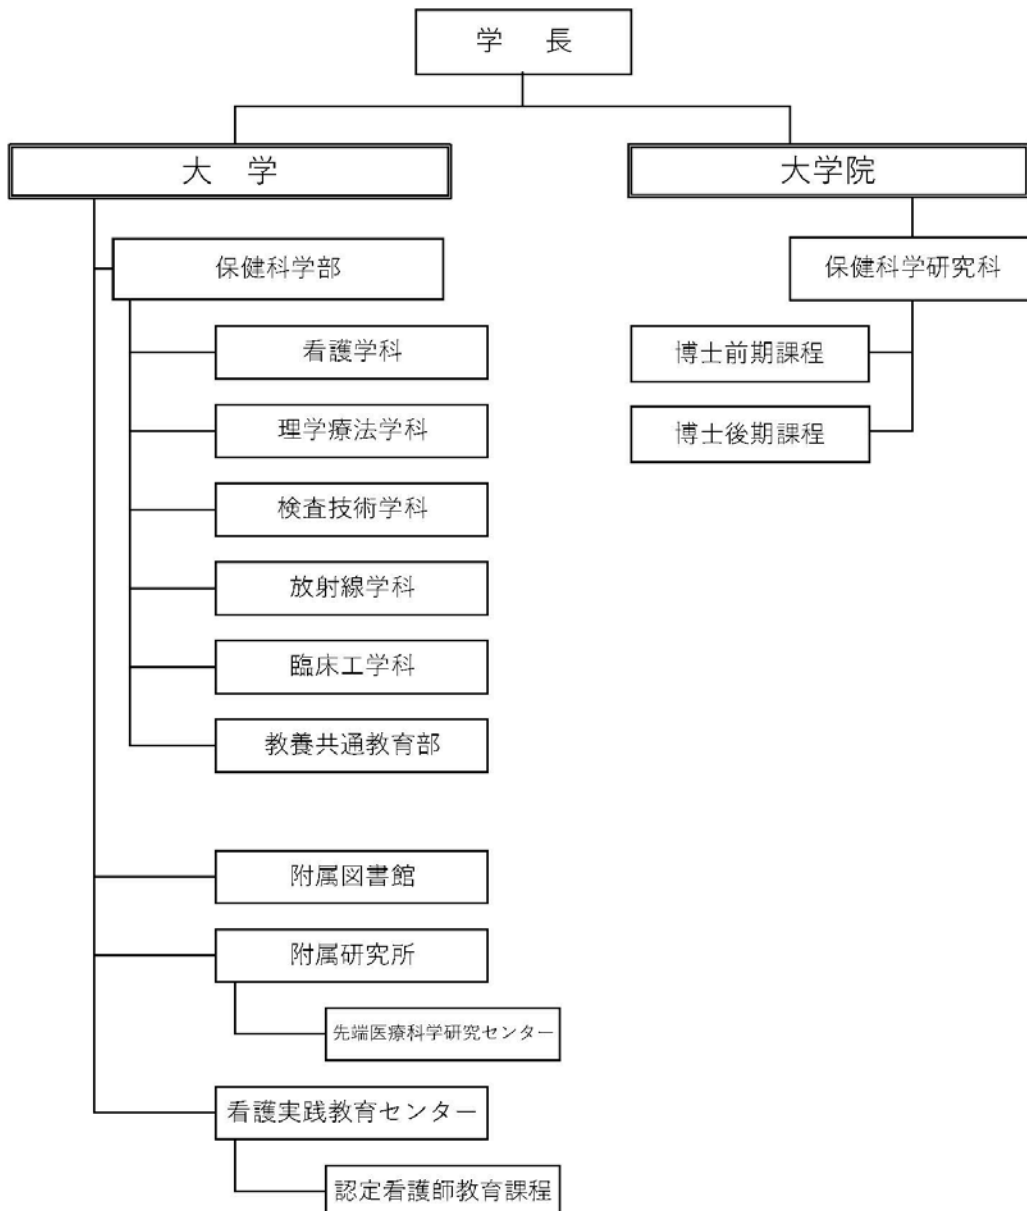 学 長
大 学
大学院
保健科学部
保健科学研究科
看護学科
博士前期課程
理学療法学科
博士後期課程
検査技術学科
放射線学科
臨床工学科
教養共通教育部
附属図書館
附属研究所
先端医療科学研究センター
看護実践教育センター
認定看護師教育課程